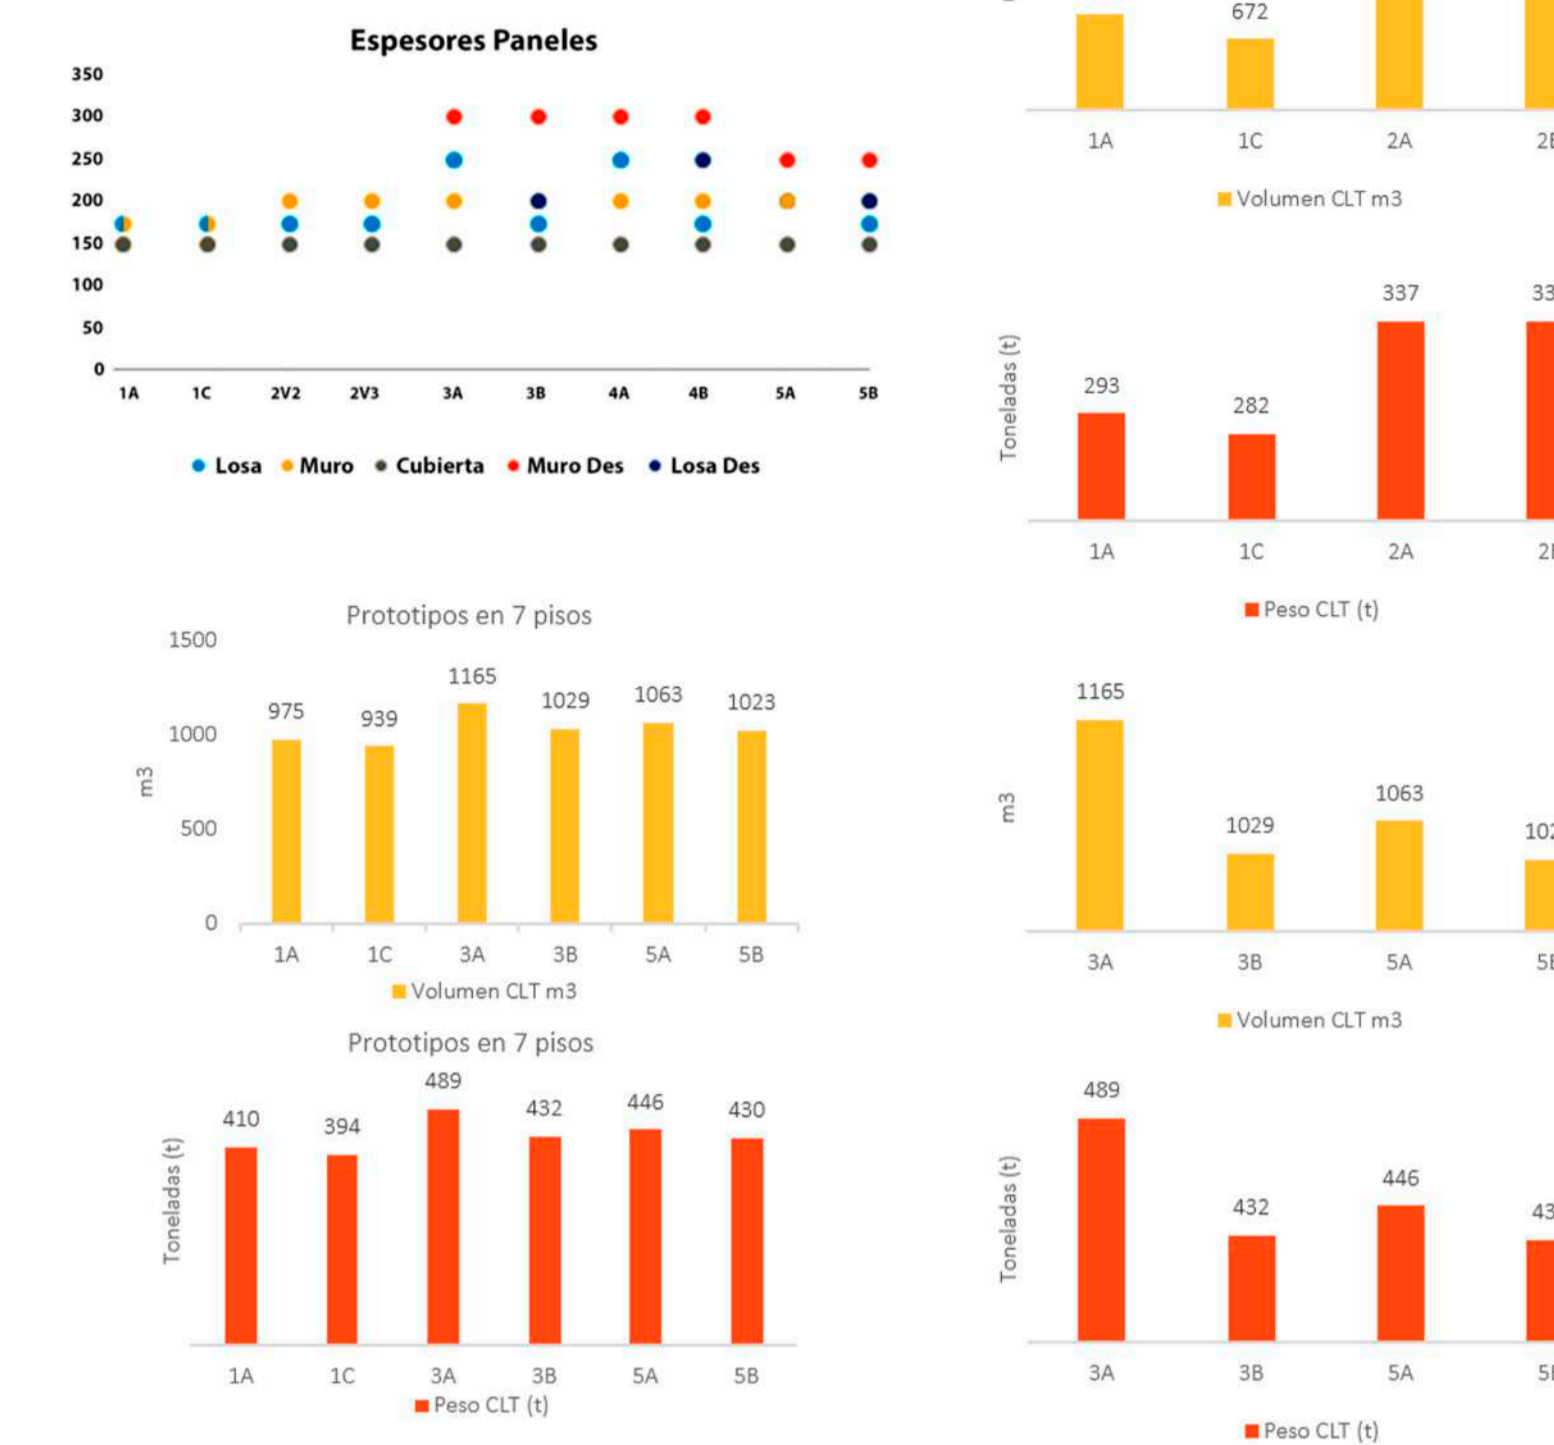 Espesores Paneles
350
300
250
200
150
100
50
0
1A 1C 2V2 2V3 3A 3B 4A 4B 5A 5B
Losa Muro Cubierta Muro Des Losa Des
Prototipos en 7 pisos
1500
1000
500
0
m3
975 939 1165 1029 1063 1023
1A 1C 3A 3B 5A 5B
Volumen CLT m3
Prototipos en 7 pisos
Toneladas (t)
410 394 489 432 446 430
1A 1C 3A 3B 5A 5B
Peso CLT (t)
672
1A 1C 2A
Volumen CLT m3
Toneladas (t)
293 282 337
1A 1C 2A
Peso CLT (t)
m3
1165 1029 1063
3A 3B 5A
Volumen CLT m3
Toneladas (t)
489 432 446
3A 3B 5A
Peso CLT (t)